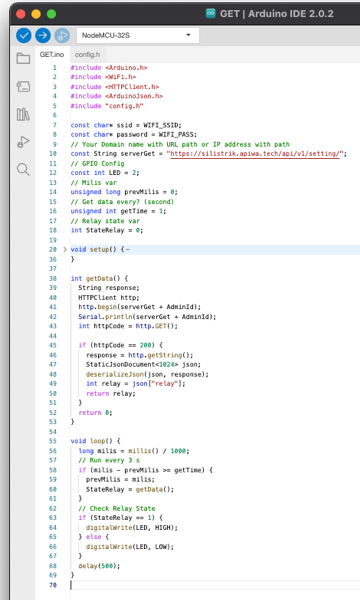 GET | Arduino IDE 2.0.2
NodeMCU-32S
GET.ino config.h
1 #include <Arduino.h>
2 #include <WiFi.h>
3 #include <HTTPClient.h>
4 #include <ArduinoJson.h>
5 #include "config.h"
6
7 const char* ssid = WIFI_SSID;
8 const char* password = WIFI_PASS;
9 // Your Domain name with URL path or IP address with path
10 const String serverGet = "https://silistrik.apiwa.tech/api/v1/setting/";
11 // GPIO Config
12 const int LED = 2;
13 // Milis var
14 unsigned long prevMilis = 0;
15 // Get data every? (second)
16 unsigned int getTime = 1;
17 // Relay state var
18 int StateRelay = 0;
19
20 void setup() {
36 }
37
38 int getData() {
39 String response;
40 HTTPClient http;
41 http.begin(serverGet + AdminId);
42 Serial.println(serverGet + AdminId);
43 int httpCode = http.GET();
44
45 if (httpCode == 200) {
46 response = http.getString();
47 StaticJsonDocument<1024> json;
48 deserializeJson(json, response);
49 int relay = json["relay"];
50 return relay;
51 }
52 return 0;
53 }
54
55 void loop() {
56 long milis = millis() / 1000;
57 // Run every 3 s
58 if (milis - prevMilis >= getTime) {
59 prevMilis = milis;
60 StateRelay = getData();
61 }
62 // Check Relay State
63 if (StateRelay == 1) {
64 digitalWrite(LED, HIGH);
65 } else {
66 digitalWrite(LED, LOW);
67 }
68 delay(500);
69 }
70